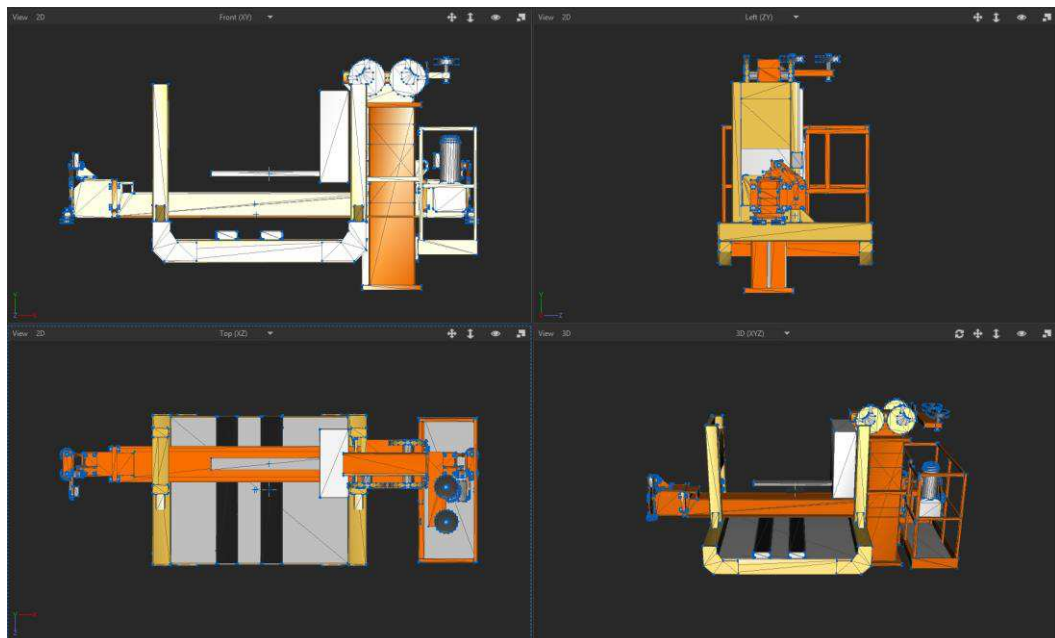 View 2D Front (XY)
View 2D Left (ZY)
Y
Z X
Y
X Z
View 2D Top (XZ)
View 3D 3D (XYZ)
Y X
Z